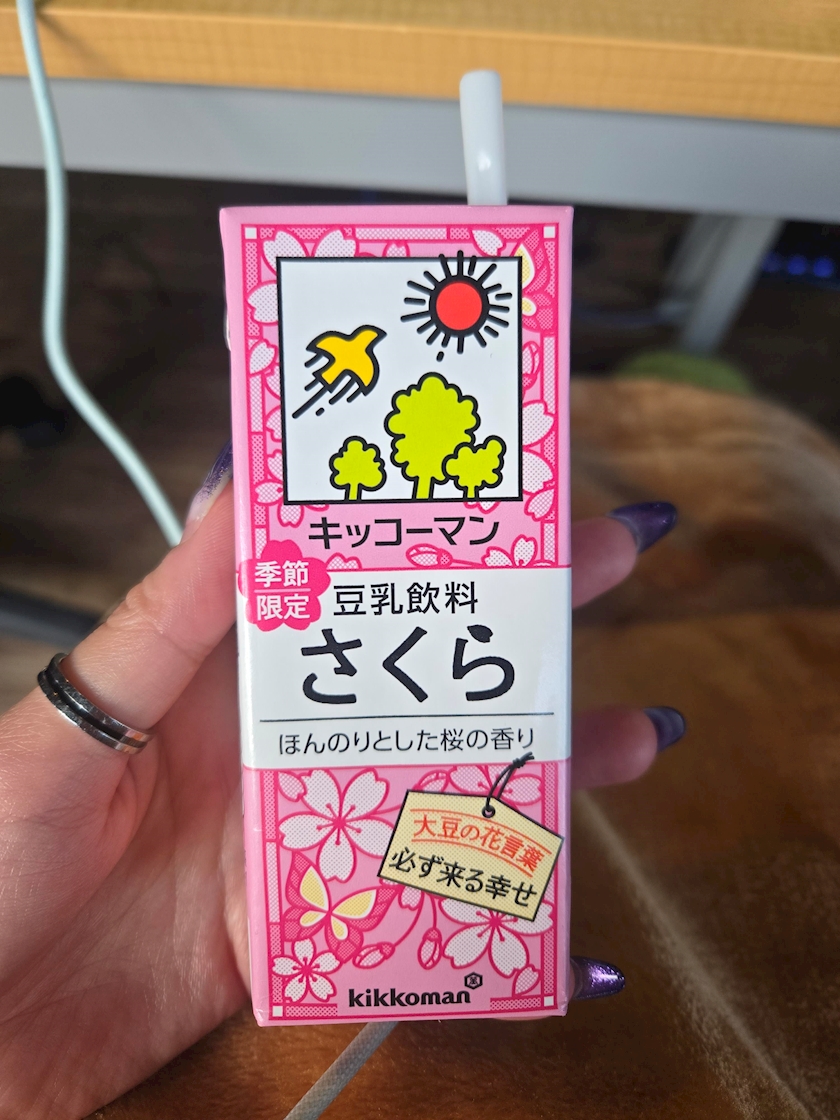 キッコーマン
季節
限定
豆乳飲料
さくら
ほんのりとした桜の香り
大豆の花言葉
必ず来る幸せ
kikkoman